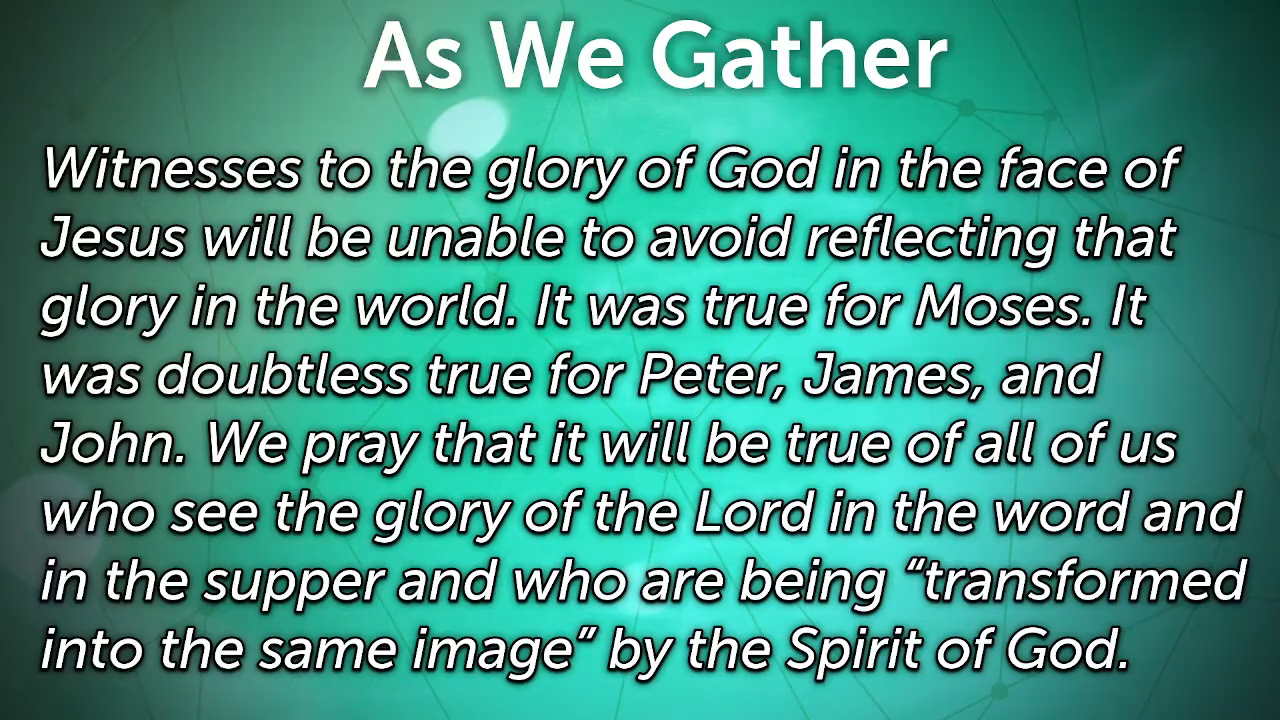 As We Gather
Witnesses to the glory of God in the face of
Jesus will be unable to avoid reflecting that
glory in the world. It was true for Moses. It
was doubtless true for Peter, James, and
John. We pray that it will be true of all of us
who see the glory of the Lord in the word and
in the supper and who are being “transformed
into the same image” by the Spirit of God.